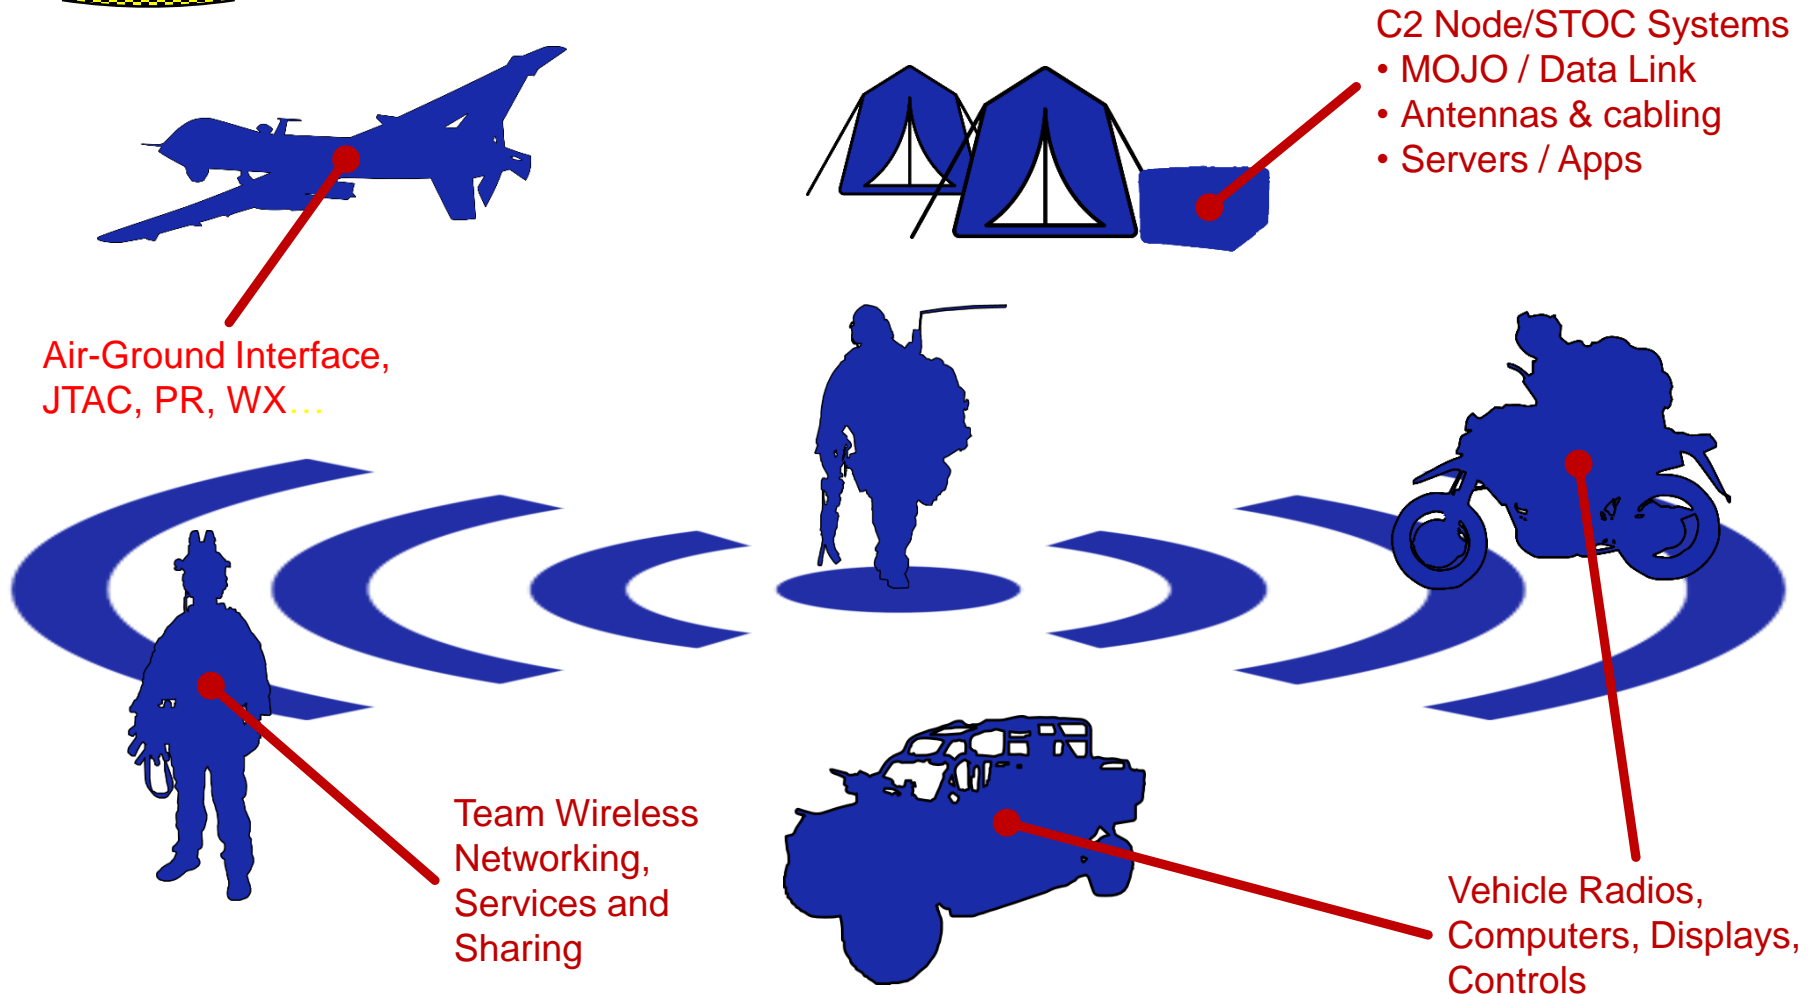 C2 Node/STOC Systems
• MOJO / Data Link
• Antennas & cabling
• Servers / Apps
Air-Ground Interface,
JTAC, PR, WX…
Team Wireless
Networking,
Services and
Sharing
Vehicle Radios,
Computers, Displays,
Controls